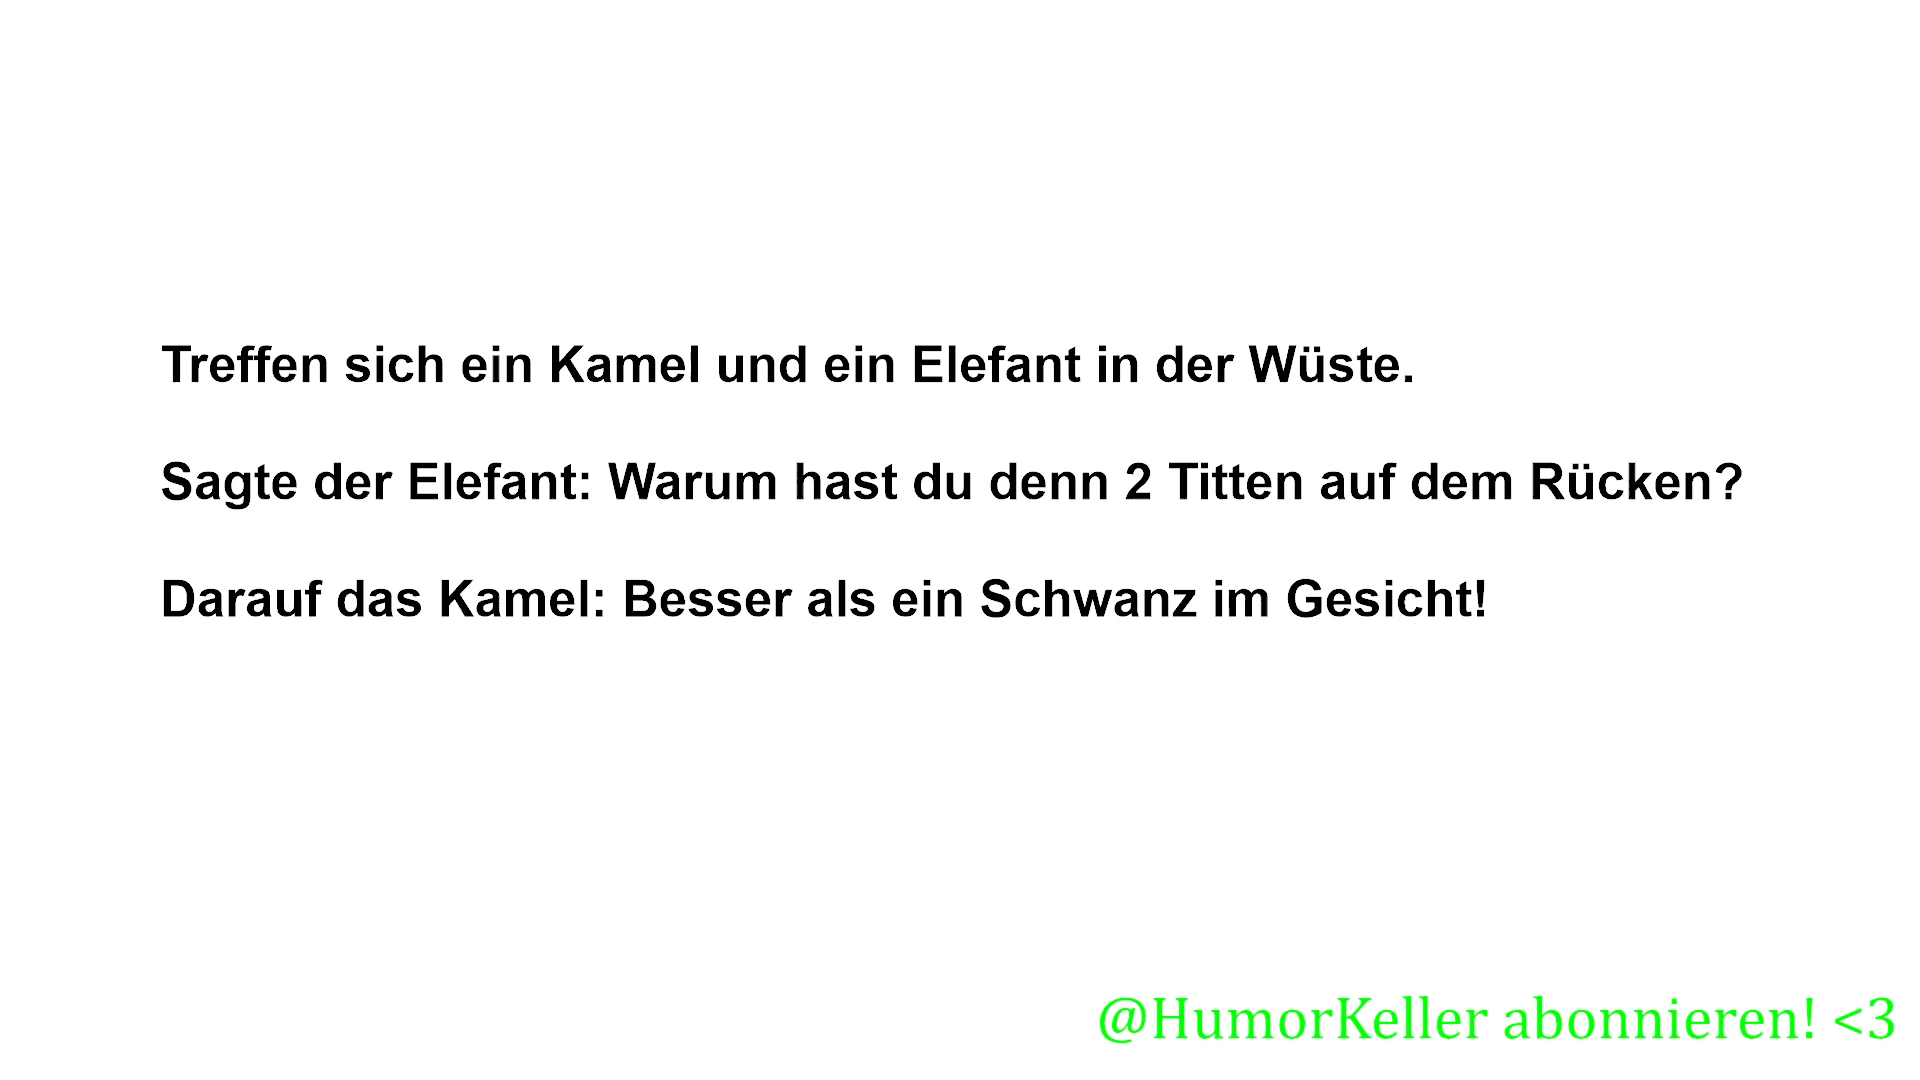 Treffen sich ein Kamel und ein Elefant in der Wüste.
Sagte der Elefant: Warum hast du denn 2 Titten auf dem Rücken?
Darauf das Kamel: Besser als ein Schwanz im Gesicht!
@HumorKeller abonnieren! <3